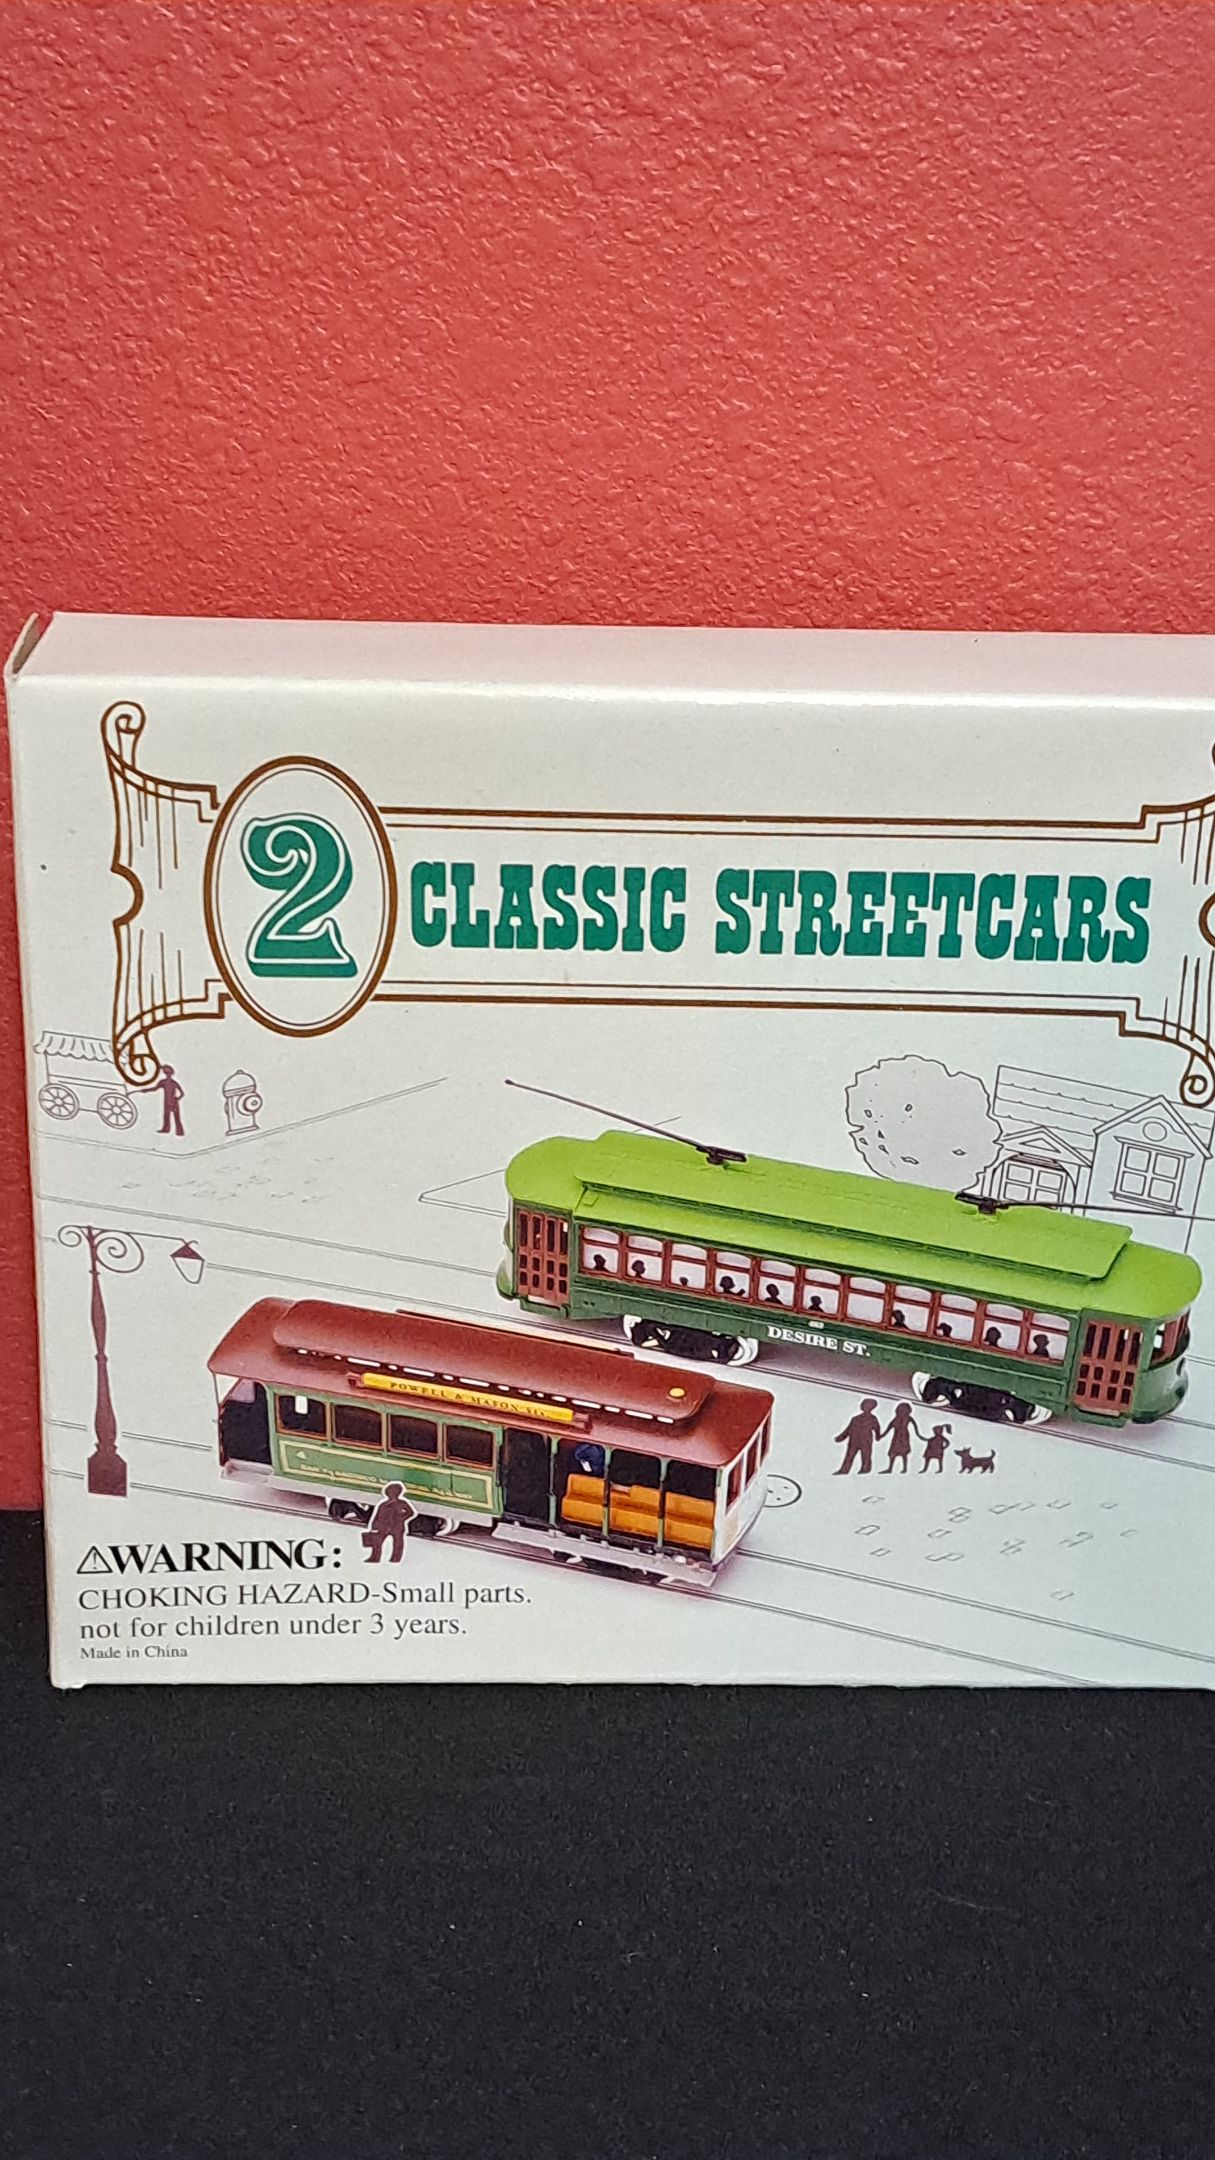 2 CLASSIC STREETCARS
DESIRE ST.
POWELL & MASON STS.
⚠WARNING:
CHOKING HAZARD-Small parts.
not for children under 3 years.
Made in China